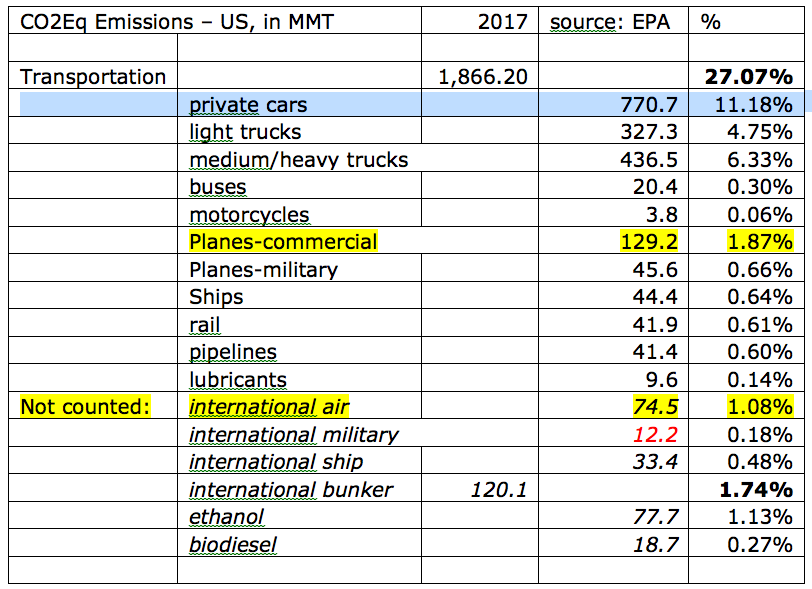 CO2Eq Emissions – US, in MMT 2017 source: EPA %
Transportation 1,866.20 27.07%
private cars 770.7 11.18%
light trucks 327.3 4.75%
medium/heavy trucks 436.5 6.33%
buses 20.4 0.30%
motorcycles 3.8 0.06%
Planes-commercial 129.2 1.87%
Planes-military 45.6 0.66%
Ships 44.4 0.64%
rail 41.9 0.61%
pipelines 41.4 0.60%
lubricants 9.6 0.14%
Not counted: international air 74.5 1.08%
international military 12.2 0.18%
international ship 33.4 0.48%
international bunker 120.1 1.74%
ethanol 77.7 1.13%
biodiesel 18.7 0.27%